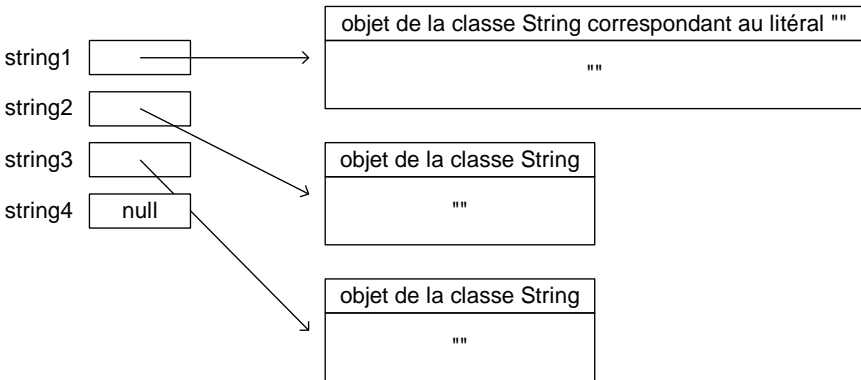 objet de la classe String correspondant au litéral ""
string1
""
string2
string3
objet de la classe String
string4
null
""
objet de la classe String
""